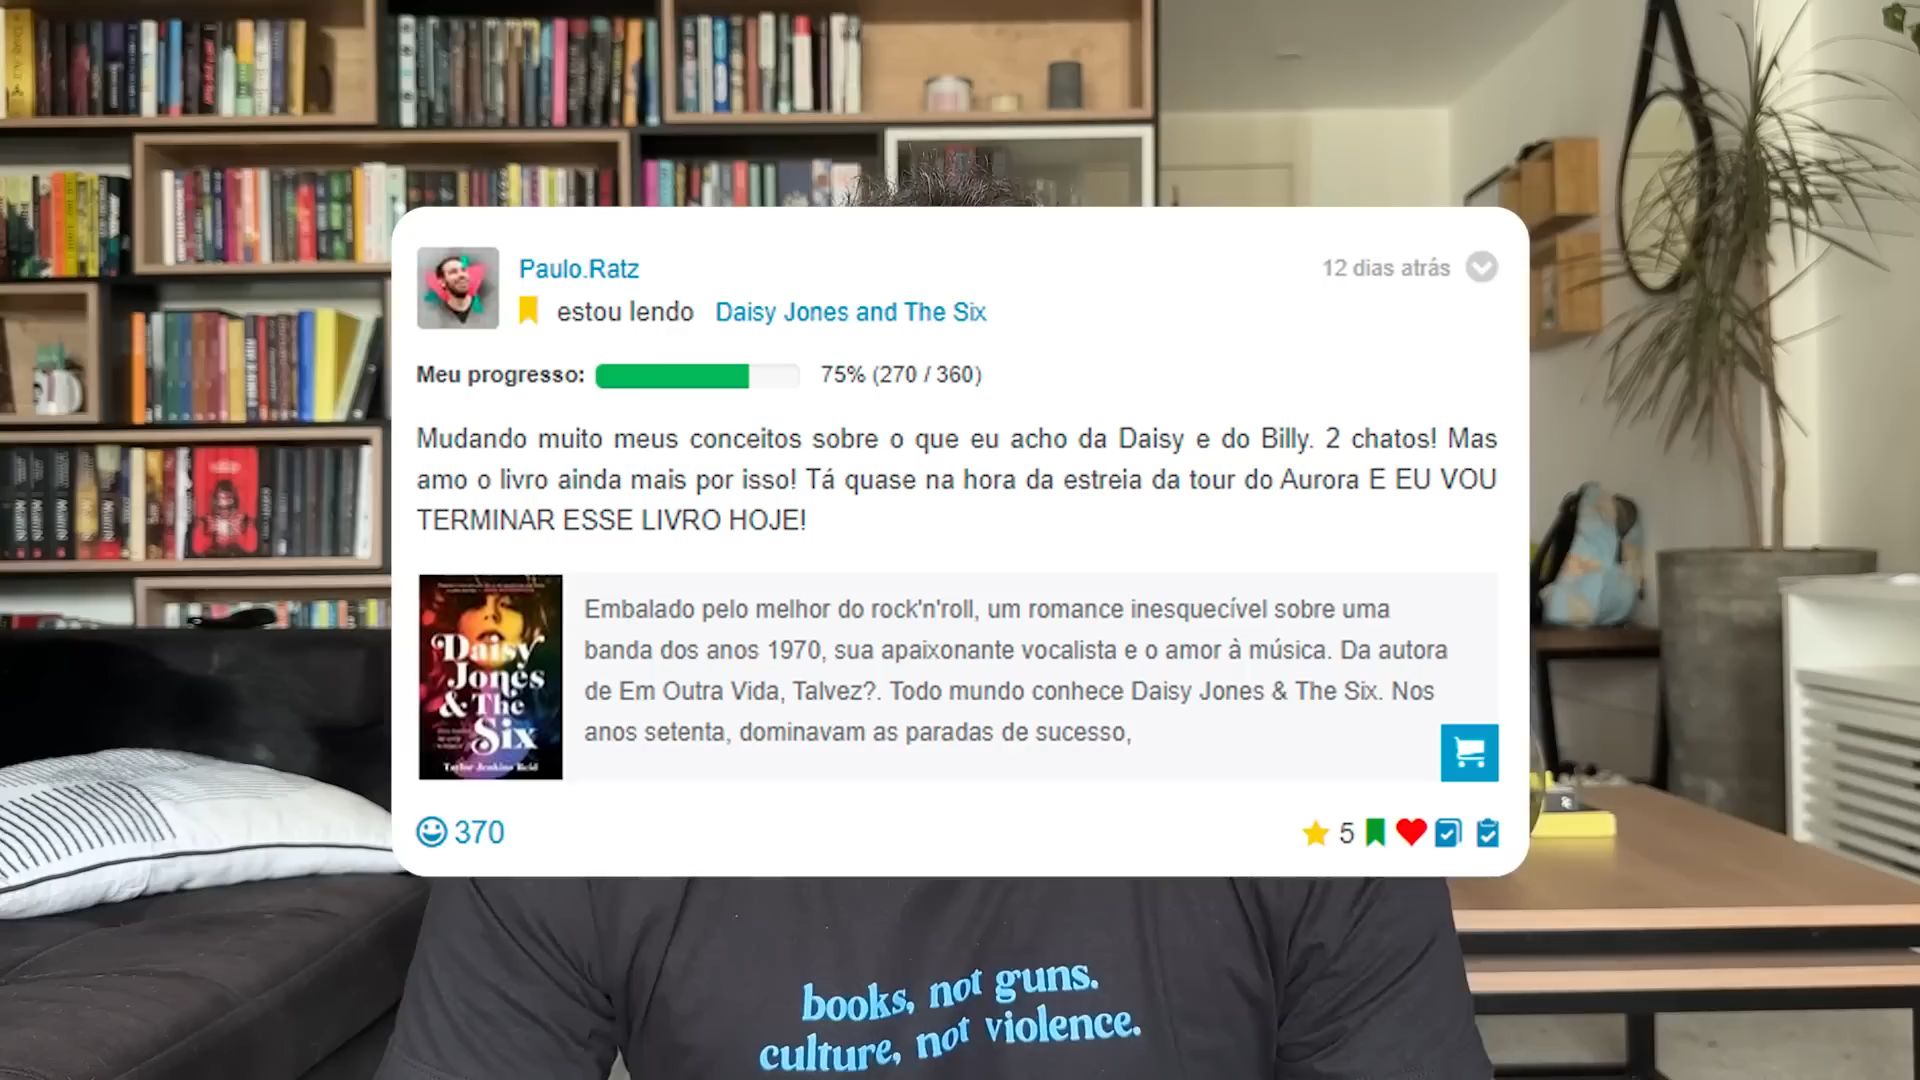 Paulo.Ratz
12 dias atrás
estou lendo Daisy Jones and The Six
Meu progresso: 75% (270 / 360)
Mudando muito meus conceitos sobre o que eu acho da Daisy e do Billy. 2 chatos! Mas
amo o livro ainda mais por isso! Tá quase na hora da estreia da tour do Aurora E EU VOU
TERMINAR ESSE LIVRO HOJE!
Daisy
Jones
& The
Six
Taylor Jenkins Reid
Embalado pelo melhor do rock'n'roll, um romance inesquecível sobre uma
banda dos anos 1970, sua apaixonante vocalista e o amor à música. Da autora
de Em Outra Vida, Talvez?. Todo mundo conhece Daisy Jones & The Six. Nos
anos setenta, dominavam as paradas de sucesso,
370
5
books, not guns.
culture, not violence.